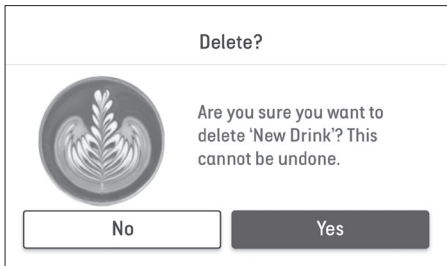 Delete?
Are you sure you want to
delete ‘New Drink’? This
cannot be undone.
No
Yes